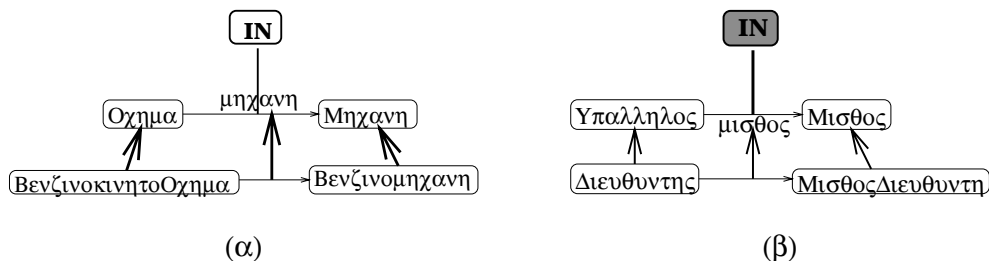 IN IN
μηχανη
Οχημα Μηχανη Υπαλληλος Μισθος
μισθος
ΒενζινοκινητοΟχημα Βενζινομηχανη Διευθυντης ΜισθοςΔιευθυντη
(α) (β)